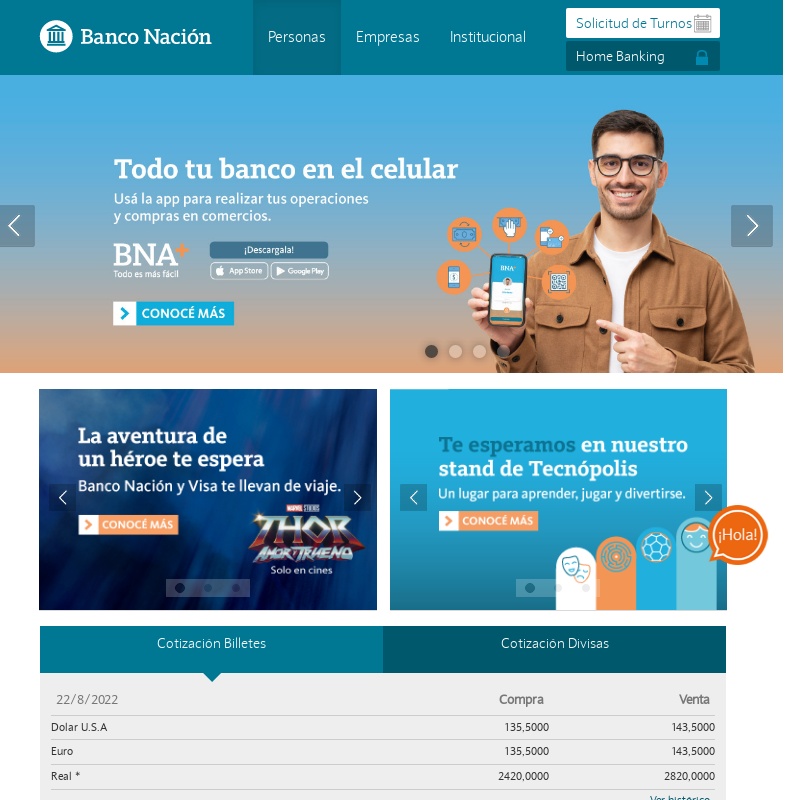 Banco Nación
Personas
Empresas
Institucional
Solicitud de Turnos
Home Banking
Todo tu banco en el celular
Usá la app para realizar tus operaciones
y compras en comercios.
BNA+
Todo es más fácil
¡Descargala!
App Store
Google Play
CONOCÉ MÁS
BNA+
La aventura de
un héroe te espera
Banco Nación y Visa te llevan de viaje.
CONOCÉ MÁS
MARVEL STUDIOS
THOR
AMOR Y TRUENO
Solo en cines
Te esperamos en nuestro
stand de Tecnópolis
Un lugar para aprender, jugar y divertirse.
CONOCÉ MÁS
¡Hola!
Cotización Billetes
Cotización Divisas
22/8/2022 Compra Venta
Dolar U.S.A 135,5000 143,5000
Euro 135,5000 143,5000
Real * 2420,0000 2820,0000
Ver histórico